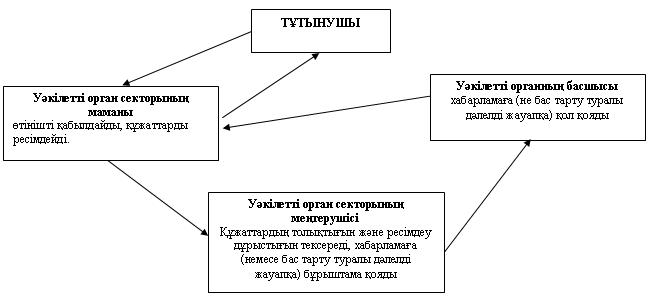 ТҰТЫНУШЫ
Уәкілетті орган секторының
маманы
өтінішті қабылдайды, құжаттарды
ресімдейді.
Уәкілетті органның басшысы
хабарламаға (не бас тарту туралы
дәлелді жауапқа) қол қояды
Уәкілетті орган секторының
меңгерушісі
Құжаттардың толықтығын және ресімдеу
дұрыстығын тексереді, хабарламаға
(немесе бас тарту туралы дәлелді
жауапқа) бұрыштама қояды